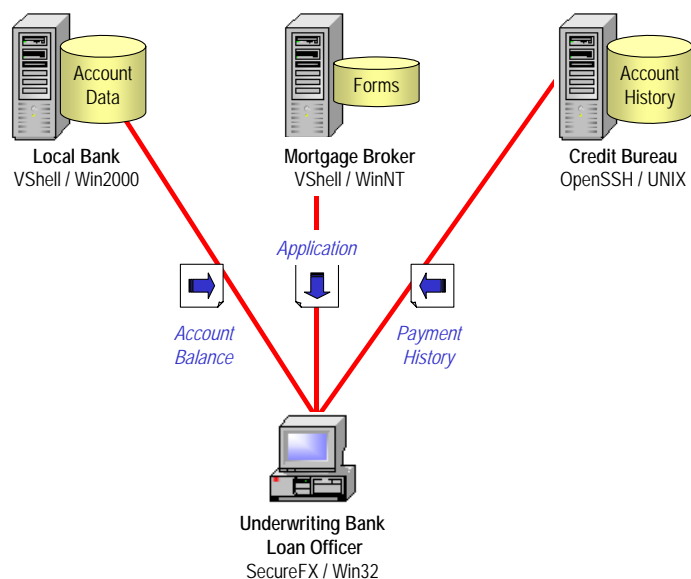 Account
Data
Forms
Account
History
Local Bank
VShell / Win2000
Mortgage Broker
VShell / WinNT
Credit Bureau
OpenSSH / UNIX
Application
Account
Balance
Payment
History
Underwriting Bank
Loan Officer
SecureFX / Win32